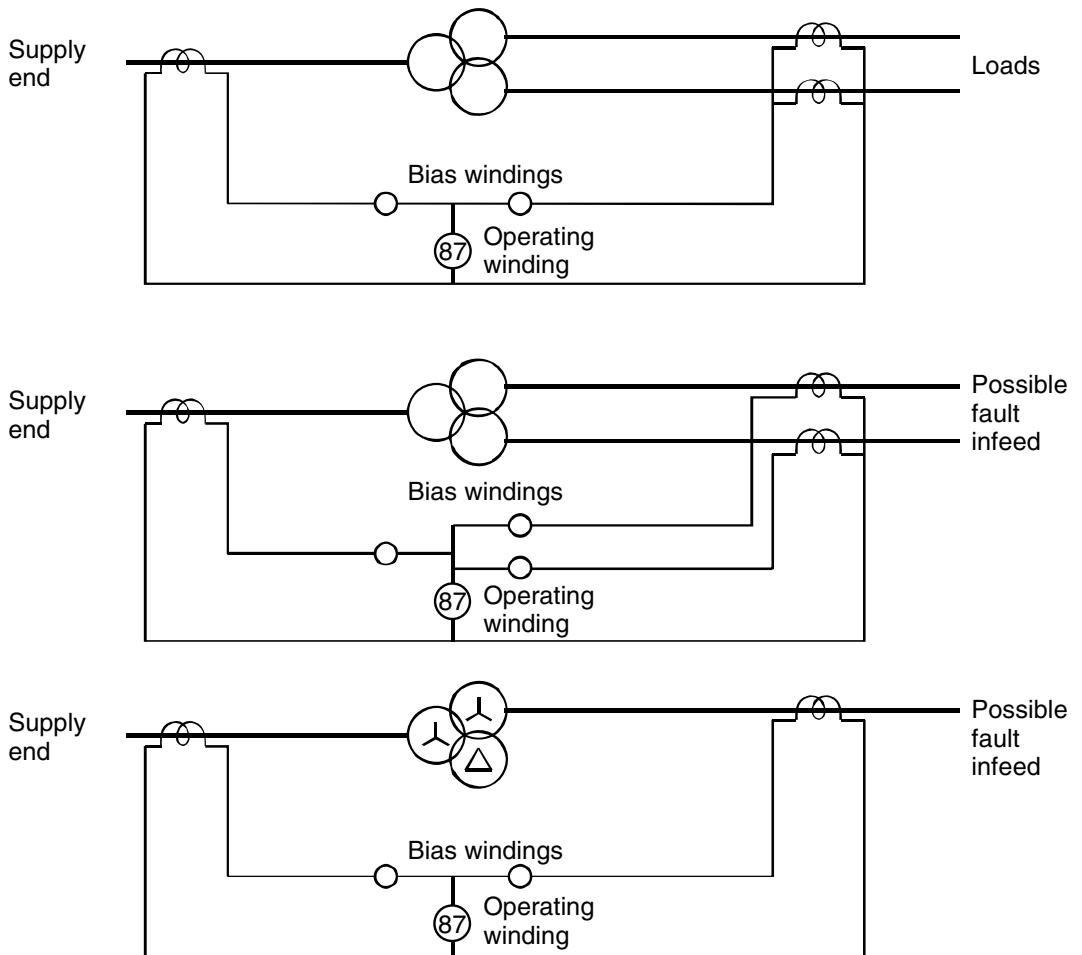 Supply
end
Loads
Bias windings
87
Operating
winding
Supply
end
Possible
fault
infeed
Bias windings
87
Operating
winding
Supply
end
Possible
fault
infeed
Bias windings
87
Operating
winding